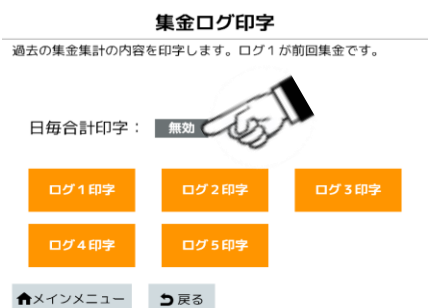 集金ログ印字
過去の集金集計の内容を印字します。ログ１が前回集金です。
日毎合計印字： 無効
ログ１印字 ログ２印字 ログ３印字
ログ４印字 ログ５印字
メインメニュー 戻る